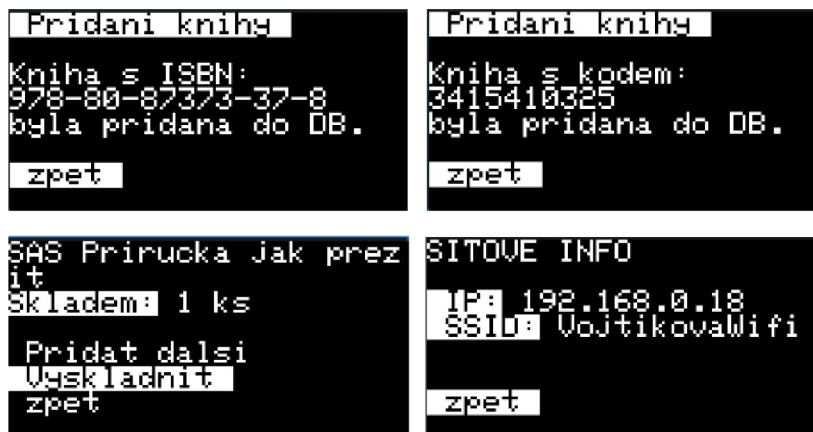 Pridani knihy
Kniha s ISBN:
978-80-87373-37-8
byla pridana do DB.
zpet
Pridani knihy
Kniha s kodem:
3415410325
byla pridana do DB.
zpet
SAS Prirucka jak prez
it
Skladem: 1 ks
Pridat dalsi
Vyskladnit
zpet
SITOVE INFO
IP: 192.168.0.18
SSID: VojtikovaWifi
zpet